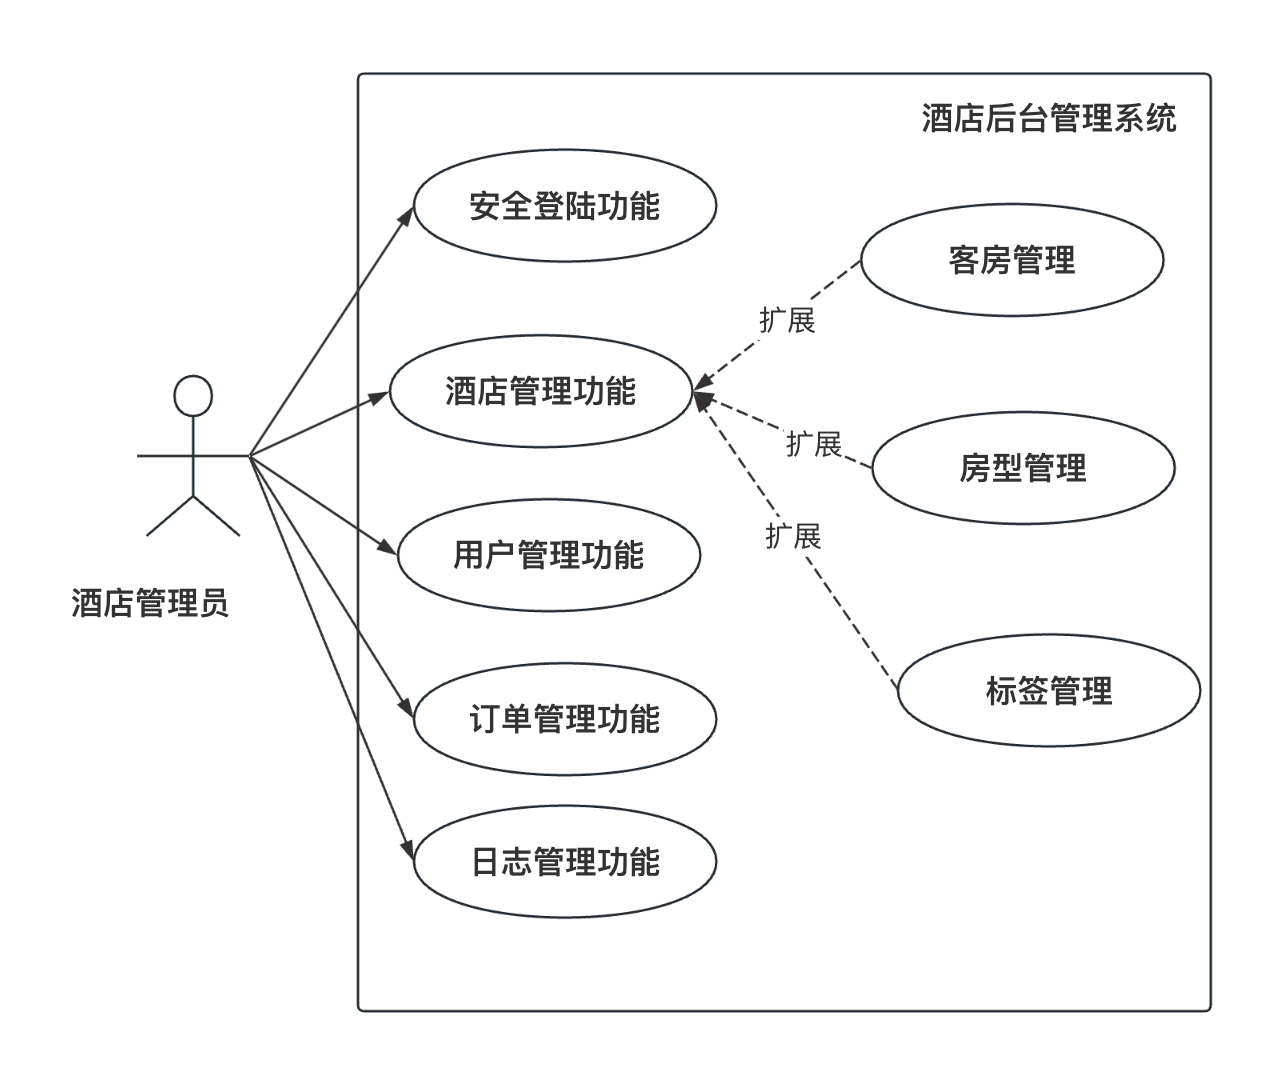 酒店后台管理系统
安全登陆功能
客房管理
扩展
酒店管理功能
扩展
房型管理
扩展
用户管理功能
酒店管理员
标签管理
订单管理功能
日志管理功能